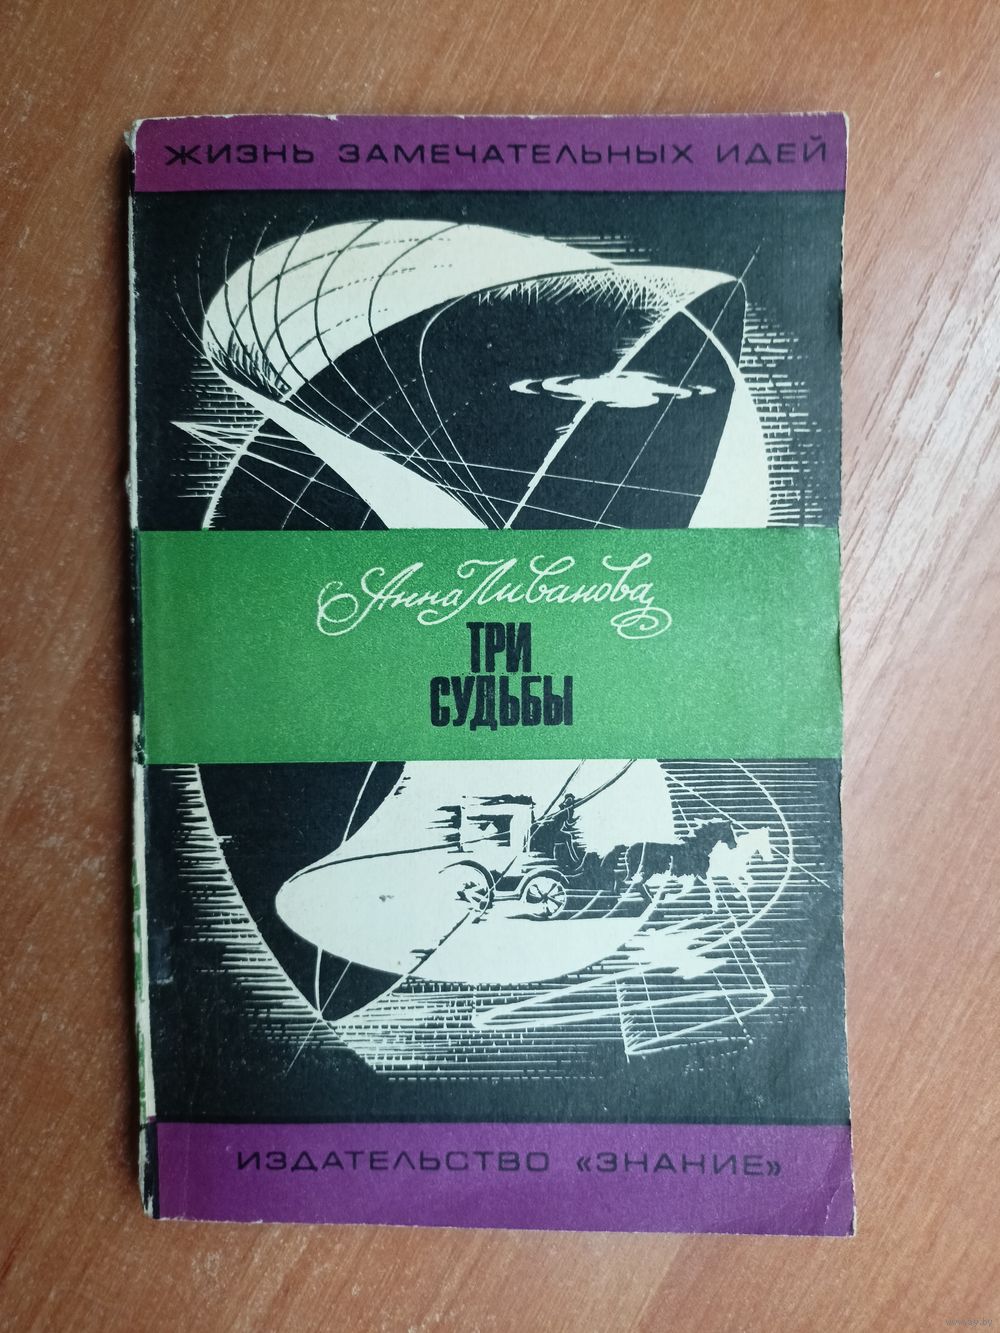 ЖИЗНЬ ЗАМЕЧАТЕЛЬНЫХ ИДЕЙ
Анна Ливанова
ТРИ
СУДЬБЫ
ИЗДАТЕЛЬСТВО «ЗНАНИЕ»